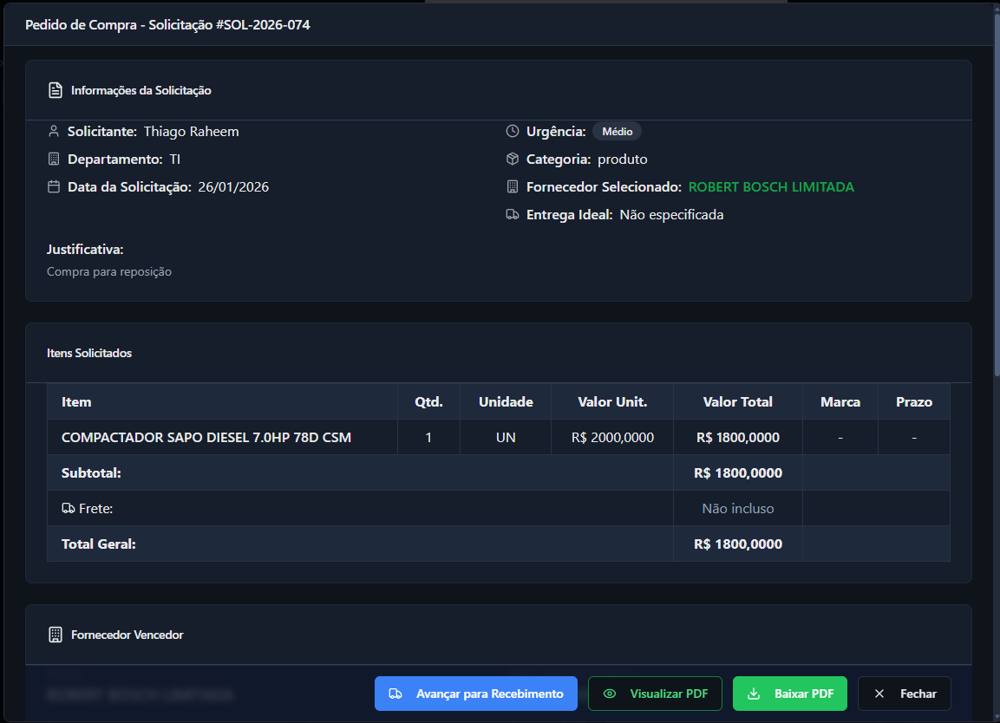 Pedido de Compra - Solicitação #SOL-2026-074
Informações da Solicitação
Solicitante: Thiago Raheem
Departamento: TI
Data da Solicitação: 26/01/2026
Urgência: Médio
Categoria: produto
Fornecedor Selecionado: ROBERT BOSCH LIMITADA
Entrega Ideal: Não especificada
Justificativa:
Compra para reposição
Itens Solicitados
Item Qtd. Unidade Valor Unit. Valor Total Marca Prazo
COMPACTADOR SAPO DIESEL 7.0HP 78D CSM 1 UN R$ 2000,0000 R$ 1800,0000 - -
Subtotal: R$ 1800,0000
Frete: Não incluso
Total Geral: R$ 1800,0000
Fornecedor Vencedor
Avançar para Recebimento Visualizar PDF Baixar PDF Fechar